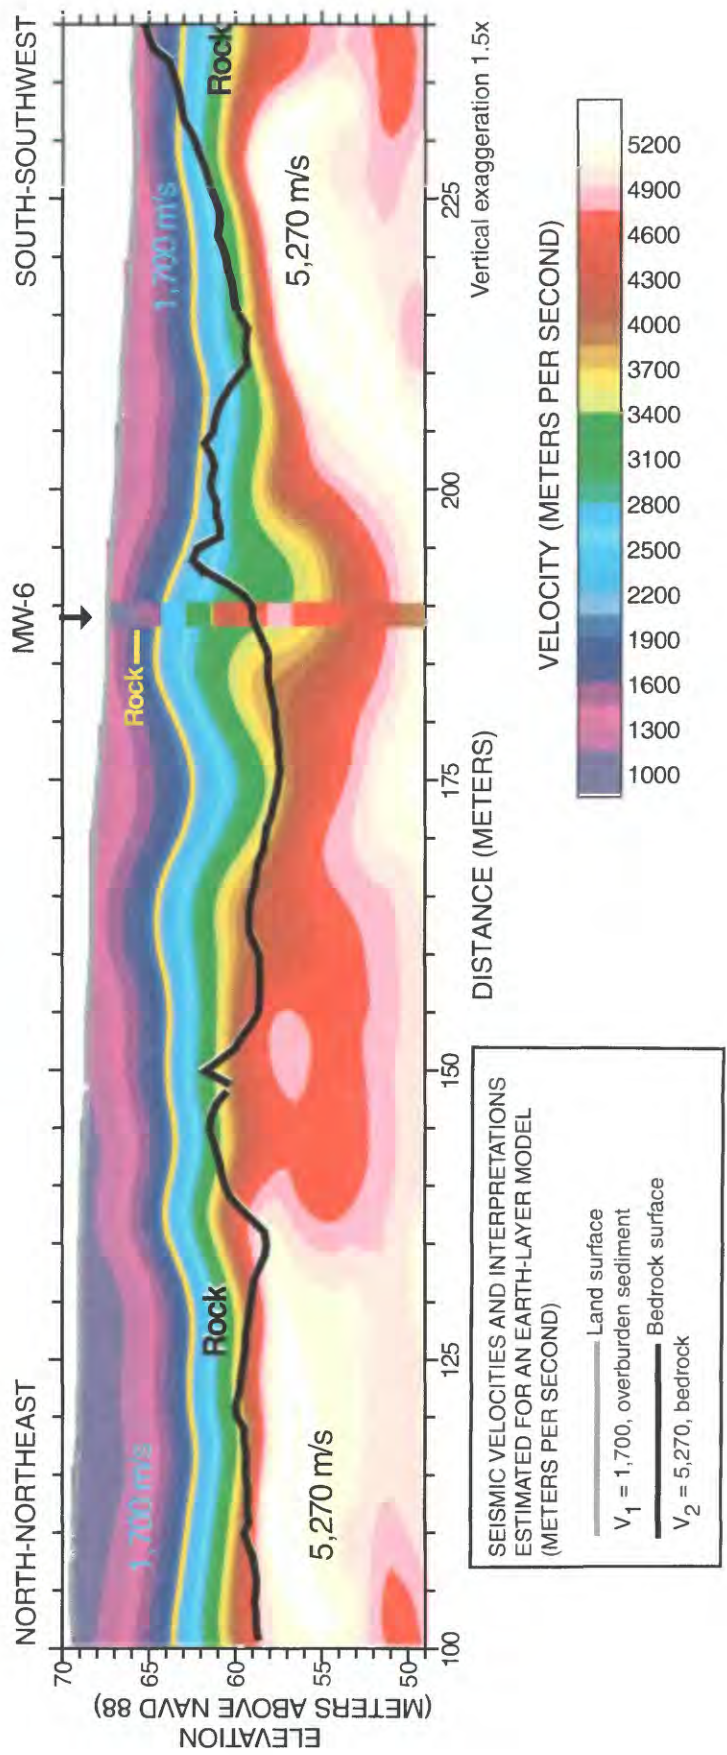 NORTH-NORTHEAST
MW-6
SOUTH-SOUTHWEST
ELEVATION
(METERS ABOVE NAVD 88)
70
65
60
55
50
1,700 m/s
Rock
5,270 m/s
Rock
1,700 m/s
Rock
5,270 m/s
100
125
150
175
200
225
DISTANCE (METERS)
Vertical exaggeration 1.5x
SEISMIC VELOCITIES AND INTERPRETATIONS
ESTIMATED FOR AN EARTH-LAYER MODEL
(METERS PER SECOND)
Land surface
V1 = 1,700, overburden sediment
Bedrock surface
V2 = 5,270, bedrock
VELOCITY (METERS PER SECOND)
1000
1300
1600
1900
2200
2500
2800
3100
3400
3700
4000
4300
4600
4900
5200